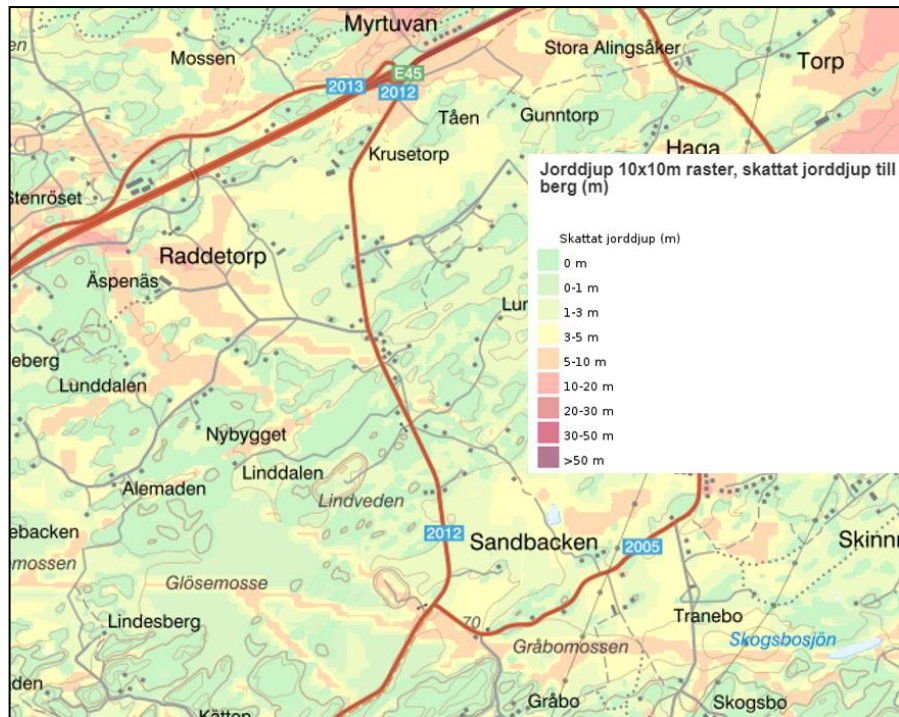 Myrtuvan
Mossen
Stora Alingsåker
Torp
E45
2013
2012
Tåen
Gunntorp
Krusetorp
Haga
Jorddjup 10x10m raster, skattat jorddjup till
berg (m)
Stenröset
Skattat jorddjup (m)
Raddetorp
0 m
Äspenäs
0-1 m
1-3 m
3-5 m
5-10 m
10-20 m
20-30 m
30-50 m
>50 m
Lur
eberg
Lunddalen
Nybygget
Linddalen
Alemaden
Lindveden
ebacken
2012
Sandbacken
2005
Skinnr
emossen
Glösemosse
Lindesberg
70
Tranebo
Gråbomossen
Skogsbosjön
den
Kätten
Gråbo
Skogsbo